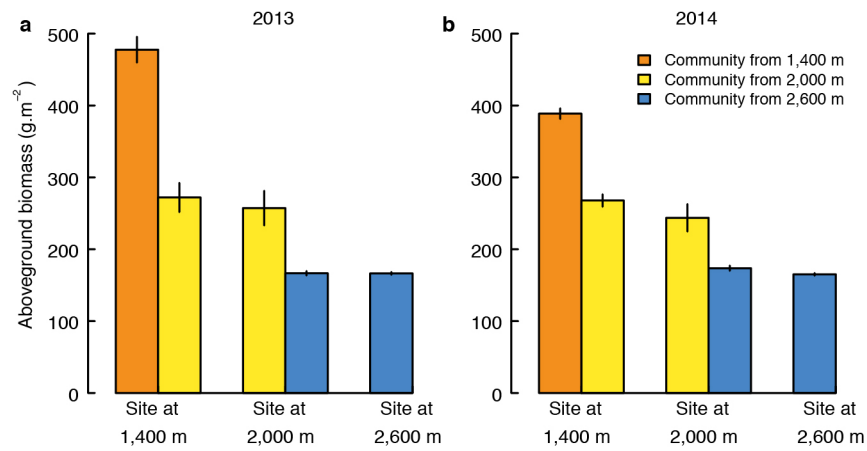 a
2013
Aboveground biomass (g.m⁻²)
500
400
300
200
100
0
Site at
1,400 m
Site at
2,000 m
Site at
2,600 m
b
2014
500
400
300
200
100
0
Community from 1,400 m
Community from 2,000 m
Community from 2,600 m
Site at
1,400 m
Site at
2,000 m
Site at
2,600 m